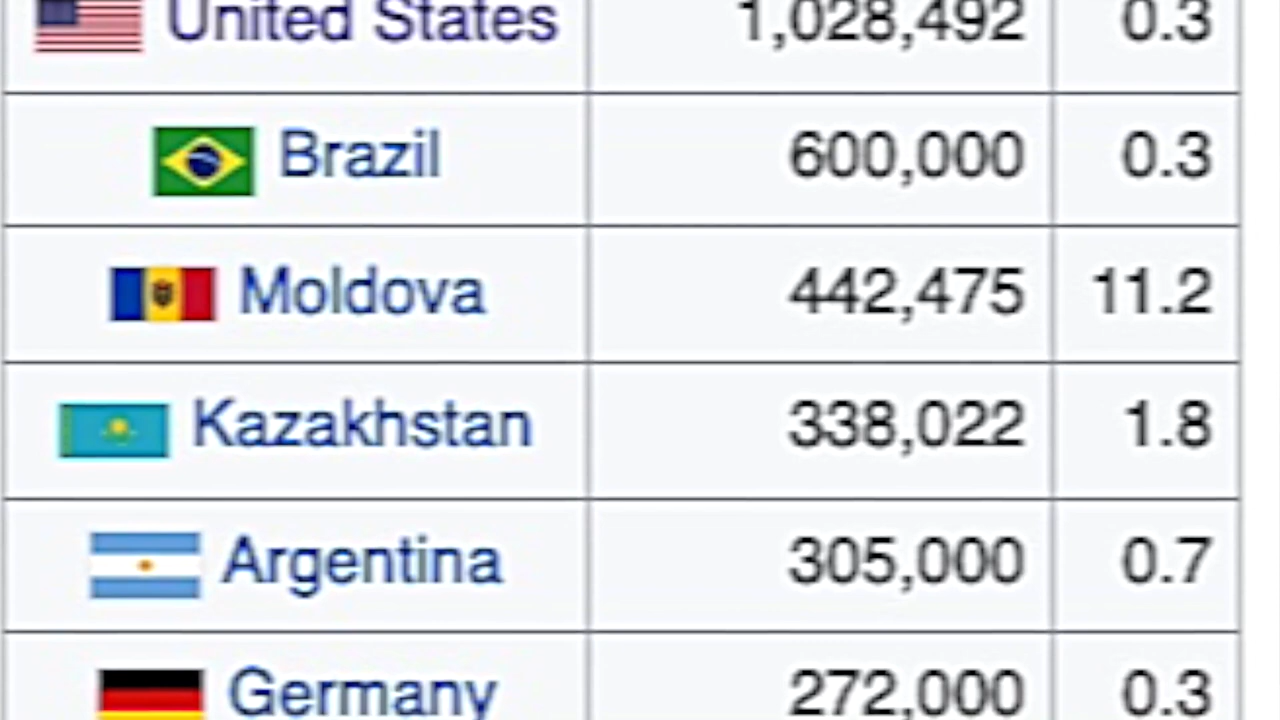 United States 1,028,492 0.3
Brazil 600,000 0.3
Moldova 442,475 11.2
Kazakhstan 338,022 1.8
Argentina 305,000 0.7
Germany 272,000 0.3